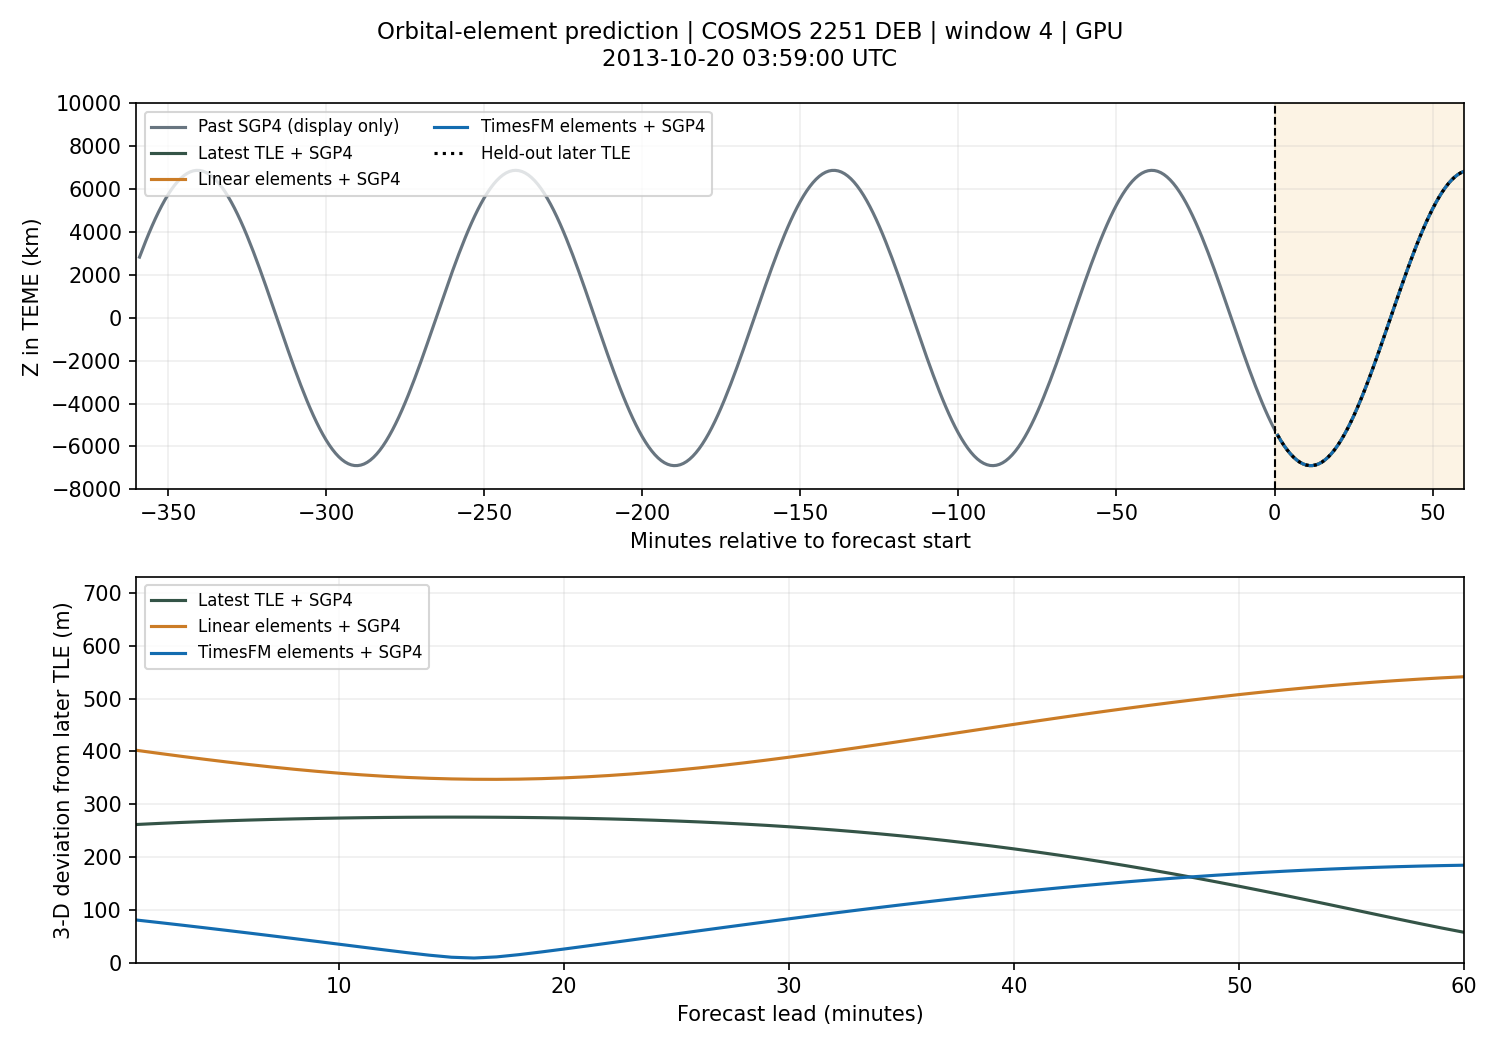 Orbital-element prediction | COSMOS 2251 DEB | window 4 | GPU
2013-10-20 03:59:00 UTC
Z in TEME (km)
10000
8000
6000
4000
2000
0
−2000
−4000
−6000
−8000
Past SGP4 (display only)
Latest TLE + SGP4
Linear elements + SGP4
TimesFM elements + SGP4
Held-out later TLE
−350 −300 −250 −200 −150 −100 −50 0 50
Minutes relative to forecast start
3-D deviation from later TLE (m)
700
600
500
400
300
200
100
0
Latest TLE + SGP4
Linear elements + SGP4
TimesFM elements + SGP4
10 20 30 40 50 60
Forecast lead (minutes)